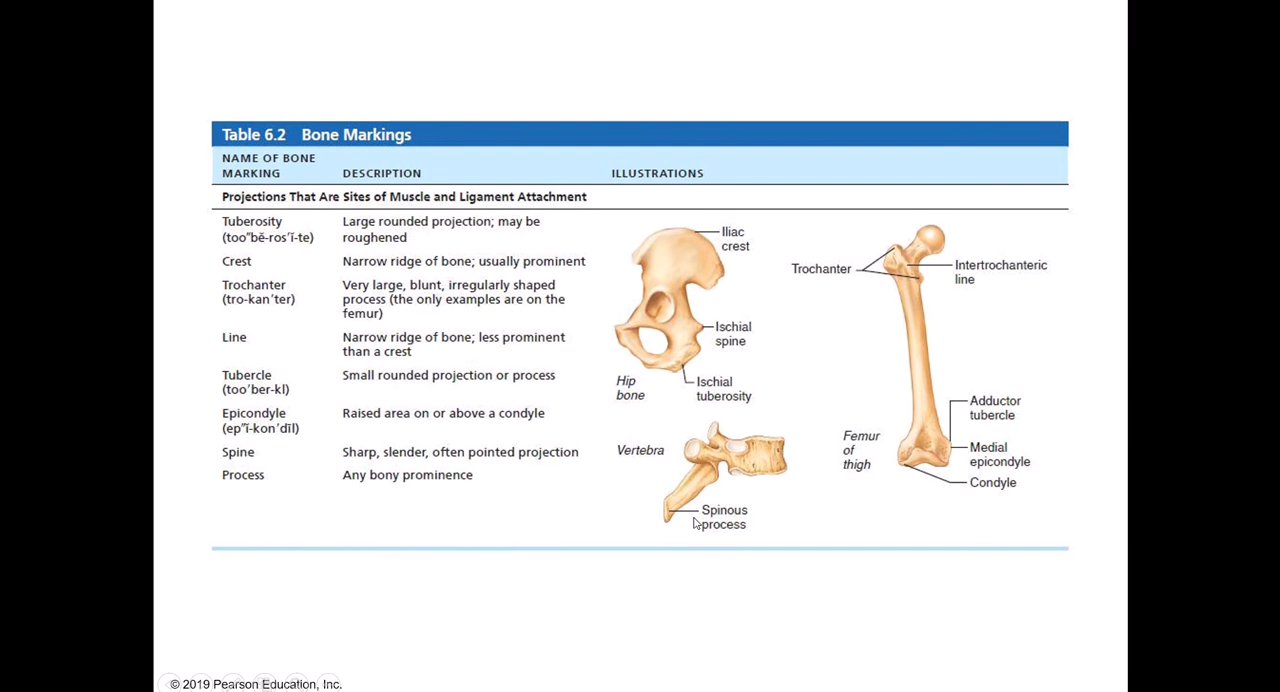 Table 6.2 Bone Markings
NAME OF BONE
MARKING
DESCRIPTION
ILLUSTRATIONS
Projections That Are Sites of Muscle and Ligament Attachment
Tuberosity
(too″bĕ-ros′ĭ-te)
Large rounded projection; may be
roughened
Crest
Narrow ridge of bone; usually prominent
Trochanter
(tro-kan′ter)
Very large, blunt, irregularly shaped
process (the only examples are on the
femur)
Line
Narrow ridge of bone; less prominent
than a crest
Tubercle
(too′ber-kl)
Small rounded projection or process
Epicondyle
(ep″ĭ-kon′dīl)
Raised area on or above a condyle
Spine
Sharp, slender, often pointed projection
Process
Any bony prominence
Iliac
crest
Ischial
spine
Hip
bone
Ischial
tuberosity
Vertebra
Spinous
process
Trochanter
Intertrochanteric
line
Adductor
tubercle
Femur
of
thigh
Medial
epicondyle
Condyle
© 2019 Pearson Education, Inc.